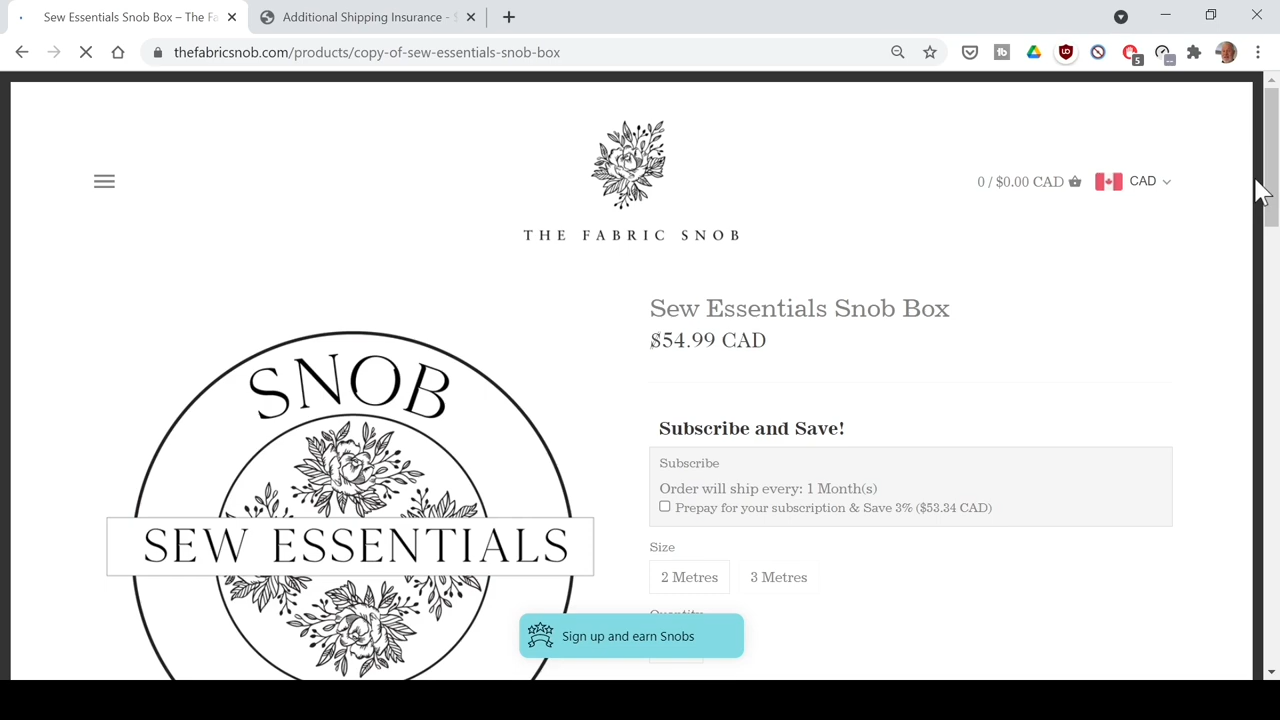 Sew Essentials Snob Box – The Fa
Additional Shipping Insurance - S
thefabricsnob.com/products/copy-of-sew-essentials-snob-box
5
THE FABRIC SNOB
0 / $0.00 CAD
CAD
Sew Essentials Snob Box
$54.99 CAD
SNOB
SEW ESSENTIALS
Subscribe and Save!
Subscribe
Order will ship every: 1 Month(s)
Prepay for your subscription & Save 3% ($53.34 CAD)
Size
2 Metres
3 Metres
Quantity
Sign up and earn Snobs